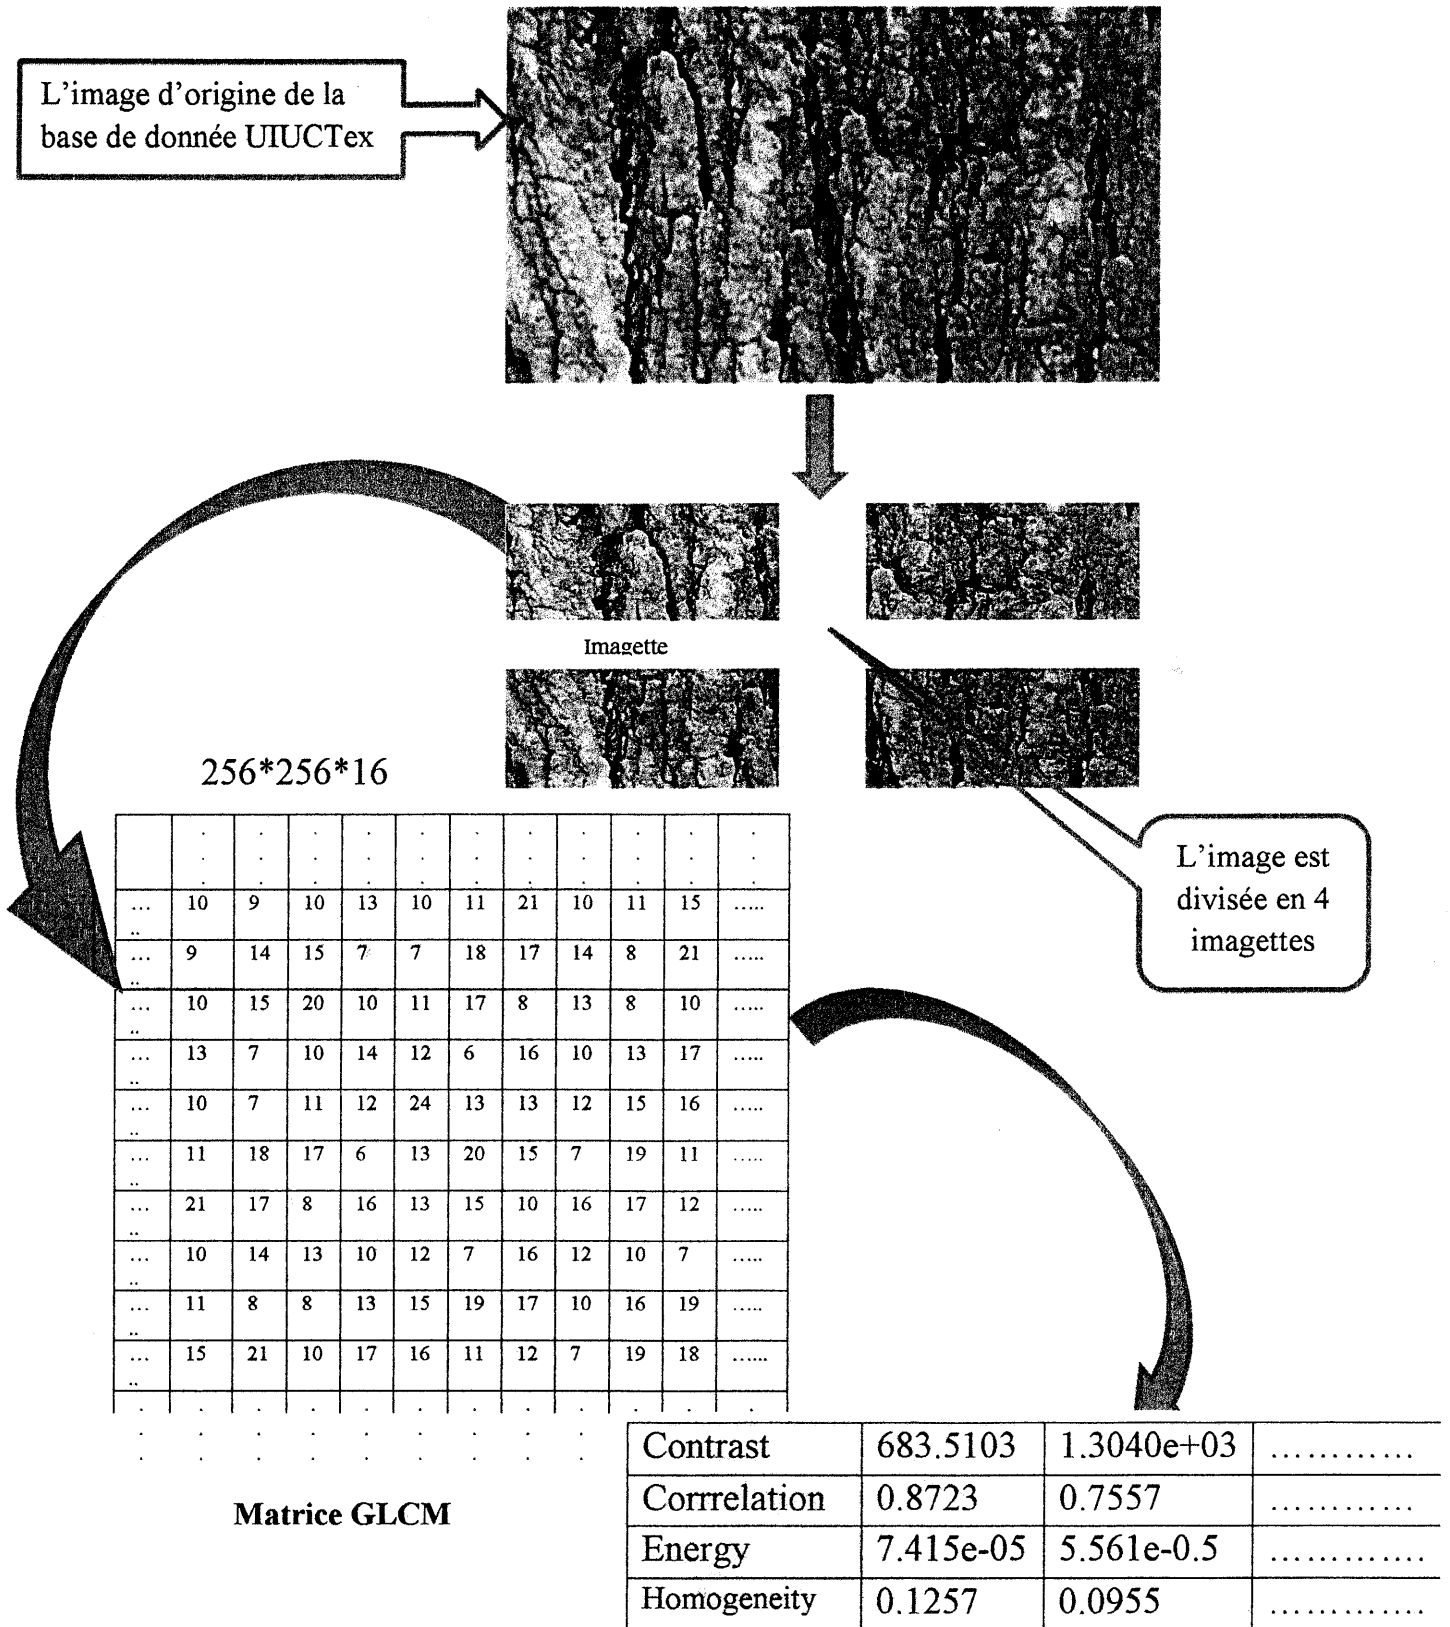 L'image d'origine de la
base de donnée UIUCTex
Imagette
256*256*16
L'image est
divisée en 4
imagettes
. . . . . . . . . . .
. . . . . . . . . . .
. . . . . . . . . . .
... .. 10 9 10 13 10 11 21 10 11 15 .....
... .. 9 14 15 7 7 18 17 14 8 21 .....
... .. 10 15 20 10 11 17 8 13 8 10 .....
... .. 13 7 10 14 12 6 16 10 13 17 .....
... .. 10 7 11 12 24 13 13 12 15 16 .....
... .. 11 18 17 6 13 20 15 7 19 11 .....
... .. 21 17 8 16 13 15 10 16 17 12 .....
... .. 10 14 13 10 12 7 16 12 10 7 .....
... .. 11 8 8 13 15 19 17 10 16 19 .....
... .. 15 21 10 17 16 11 12 7 19 18 ......
. . . . . . . . . . .
. . . . . . . .
. . . . . . . .
Matrice GLCM
Contrast 683.5103 1.3040e+03 ............
Corrrelation 0.8723 0.7557 ............
Energy 7.415e-05 5.561e-0.5 .............
Homogeneity 0.1257 0.0955 .............